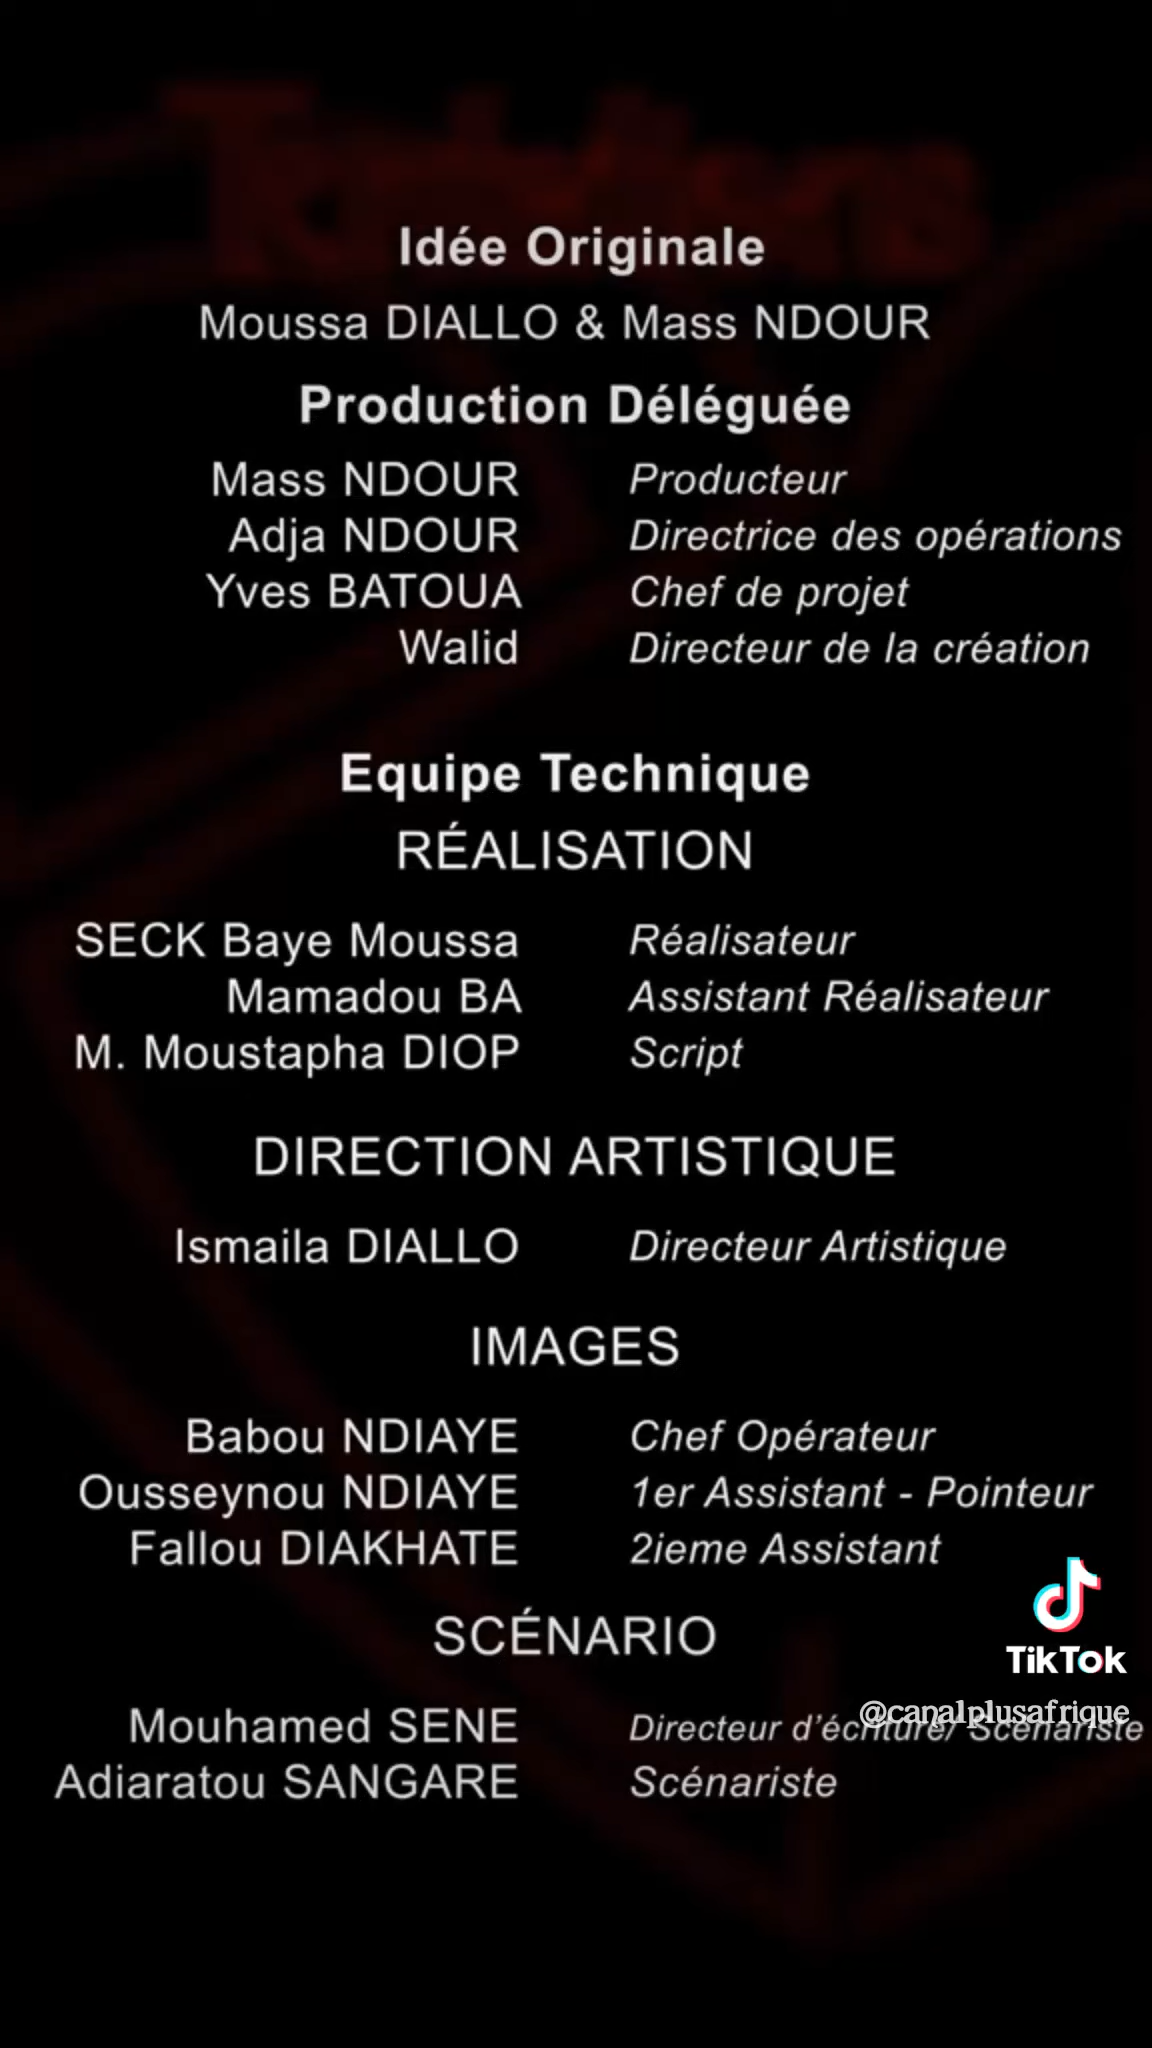 Idée Originale
Moussa DIALLO & Mass NDOUR
Production Déléguée
Mass NDOUR Producteur
Adja NDOUR Directrice des opérations
Yves BATOUA Chef de projet
Walid Directeur de la création
Equipe Technique
RÉALISATION
SECK Baye Moussa Réalisateur
Mamadou BA Assistant Réalisateur
M. Moustapha DIOP Script
DIRECTION ARTISTIQUE
Ismaila DIALLO Directeur Artistique
IMAGES
Babou NDIAYE Chef Opérateur
Ousseynou NDIAYE 1er Assistant - Pointeur
Fallou DIAKHATE 2ieme Assistant
TikTok
SCÉNARIO
@canalplusafrique
Mouhamed SENE Directeur d’écriture/ Scénariste
Adiaratou SANGARE Scénariste